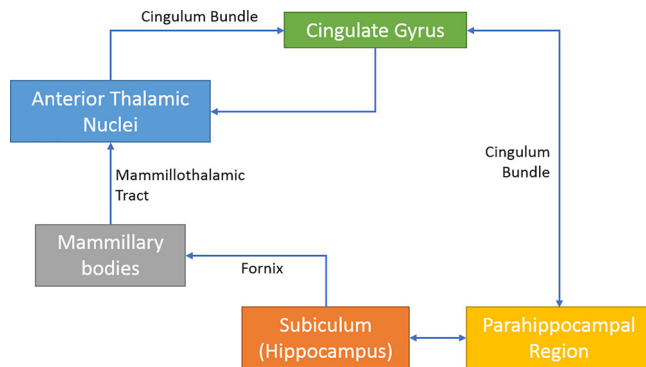 Cingulum Bundle
Cingulate Gyrus
Anterior Thalamic
Nuclei
Cingulum
Bundle
Mammillothalamic
Tract
Mammillary
bodies
Fornix
Subiculum
(Hippocampus)
Parahippocampal
Region